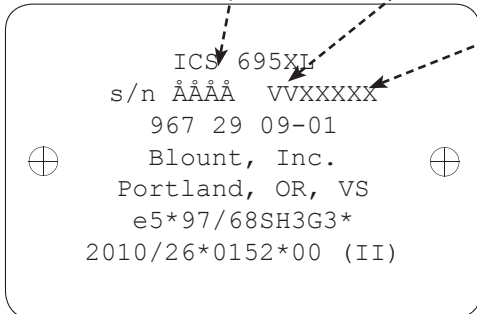 ICS 695XL
s/n ÅÅÅÅ VVXXXXX
967 29 09-01
Blount, Inc.
Portland, OR, VS
e5*97/68SH3G3*
2010/26*0152*00 (II)